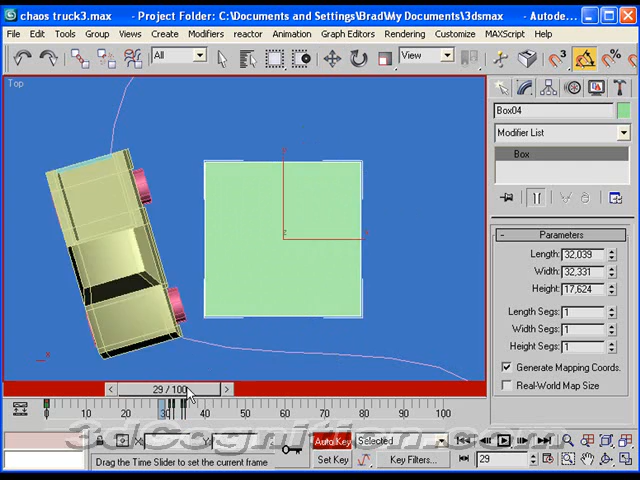 chaos truck3.max - Project Folder: C:\Documents and Settings\Brad\My Documents\3dsmax - Autode...
File Edit Tools Group Views Create Modifiers reactor Animation Graph Editors Rendering Customize MAXScript Help
All View 3 %
Top
Box04
Modifier List
Box
Parameters
Length: 32,039
Width: 32,331
Height: 17,624
Length Segs: 1
Width Segs: 1
Height Segs: 1
Generate Mapping Coords.
Real-World Map Size
z
x
29 / 100
0 10 20 30 40 50 60 70 80 90 100
3dCognition.com
X: Y: Auto Key Selected
Drag the Time Slider to set the current frame Set Key Key Filters... 29